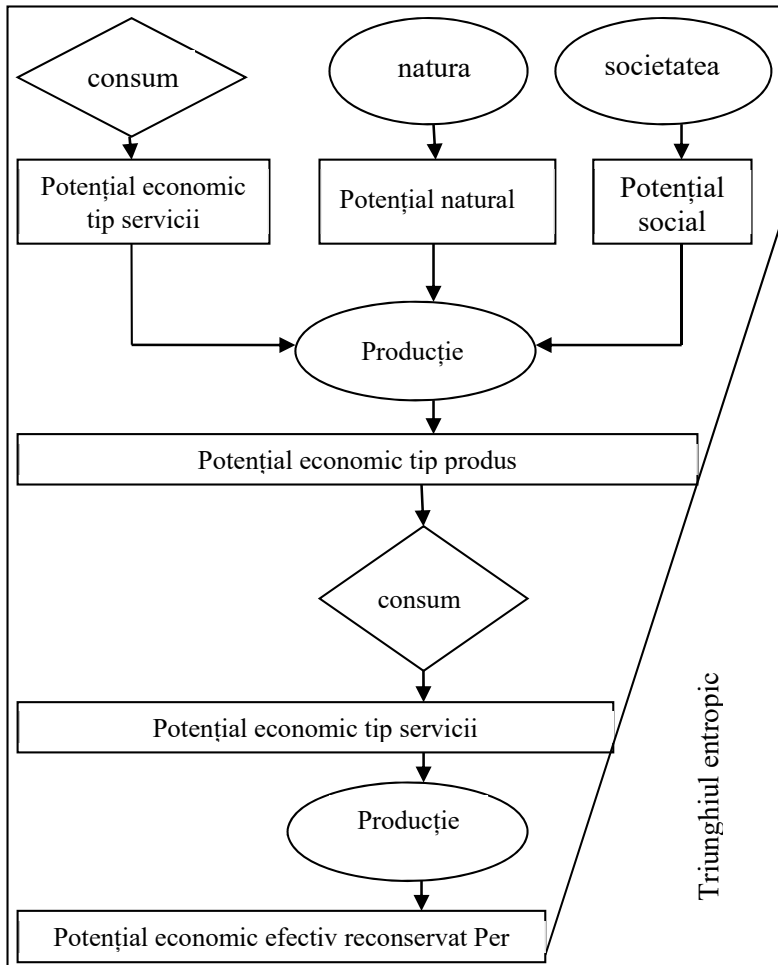 consum
natura
societatea
Potențial economic
tip servicii
Potențial natural
Potențial
social
Producție
Potențial economic tip produs
consum
Potențial economic tip servicii
Producție
Potențial economic efectiv reconservat Per
Triunghiul entropic